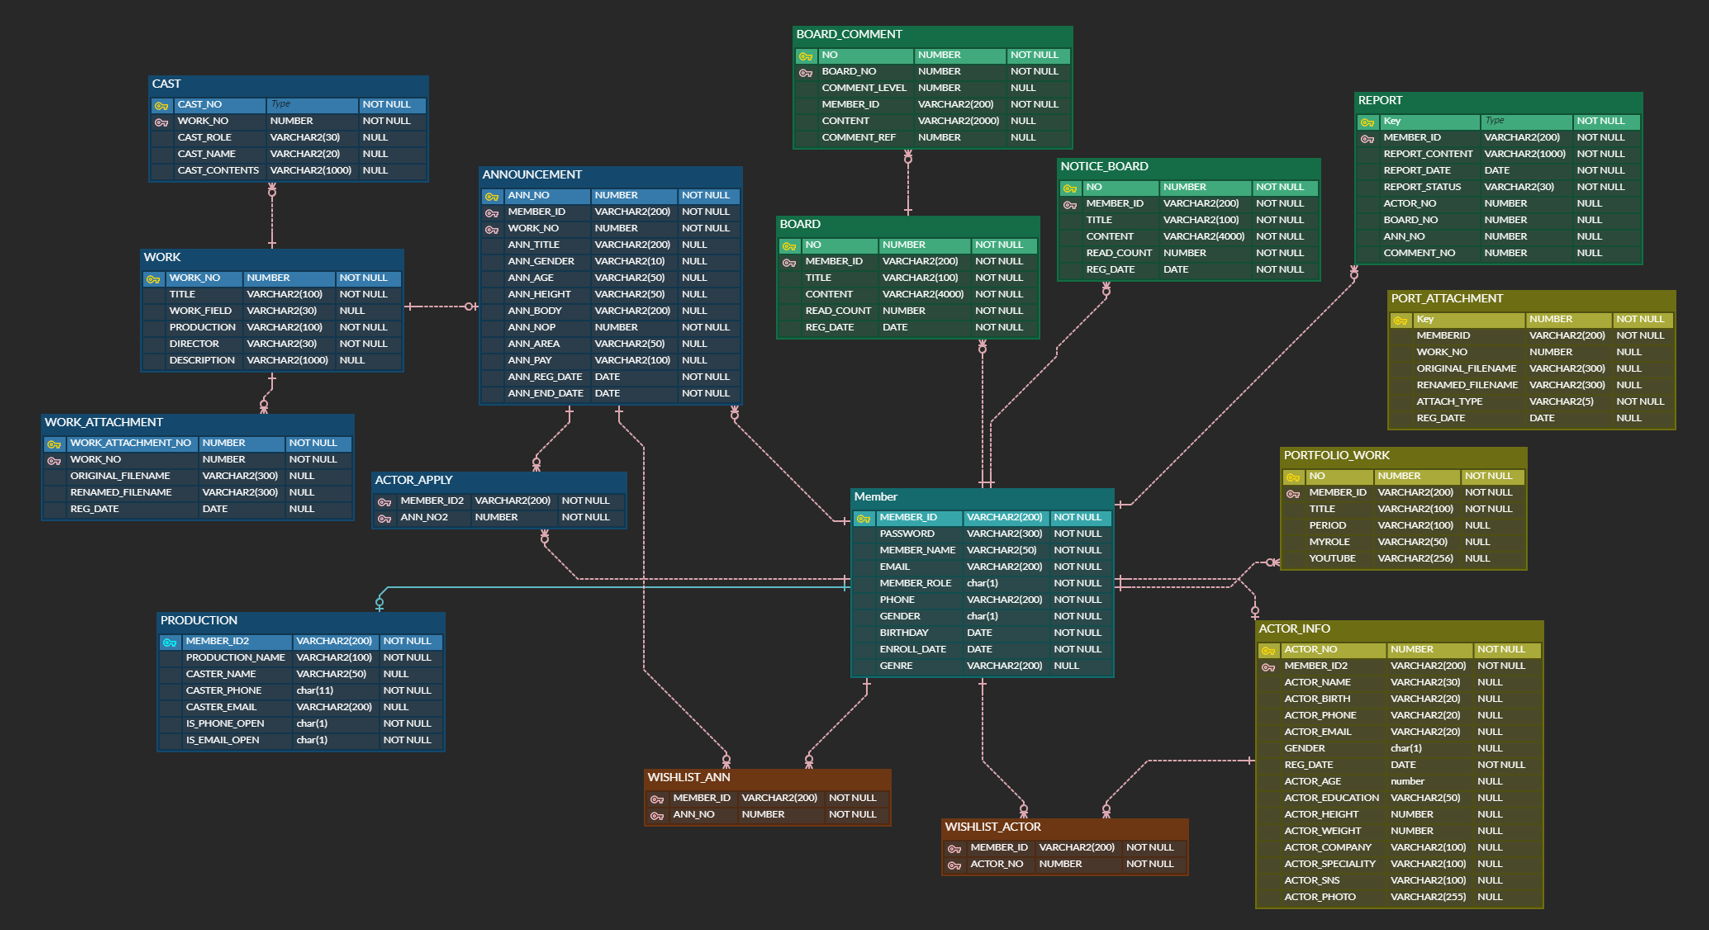 BOARD_COMMENT
NO NUMBER NOT NULL
BOARD_NO NUMBER NOT NULL
COMMENT_LEVEL NUMBER NULL
MEMBER_ID VARCHAR2(200) NOT NULL
CONTENT VARCHAR2(2000) NULL
COMMENT_REF NUMBER NULL
CAST
CAST_NO Type NOT NULL
WORK_NO NUMBER NOT NULL
CAST_ROLE VARCHAR2(30) NULL
CAST_NAME VARCHAR2(20) NULL
CAST_CONTENTS VARCHAR2(1000) NULL
REPORT
Key Type NOT NULL
MEMBER_ID VARCHAR2(200) NOT NULL
REPORT_CONTENT VARCHAR2(1000) NOT NULL
REPORT_DATE DATE NOT NULL
REPORT_STATUS VARCHAR2(30) NOT NULL
ACTOR_NO NUMBER NULL
BOARD_NO NUMBER NULL
ANN_NO NUMBER NULL
COMMENT_NO NUMBER NULL
NOTICE_BOARD
NO NUMBER NOT NULL
MEMBER_ID VARCHAR2(200) NOT NULL
TITLE VARCHAR2(100) NOT NULL
CONTENT VARCHAR2(4000) NOT NULL
READ_COUNT NUMBER NOT NULL
REG_DATE DATE NOT NULL
ANNOUNCEMENT
ANN_NO NUMBER NOT NULL
MEMBER_ID VARCHAR2(200) NOT NULL
WORK_NO NUMBER NOT NULL
ANN_TITLE VARCHAR2(200) NULL
ANN_GENDER VARCHAR2(10) NULL
ANN_AGE VARCHAR2(50) NULL
ANN_HEIGHT VARCHAR2(50) NULL
ANN_BODY VARCHAR2(200) NULL
ANN_NOP NUMBER NOT NULL
ANN_AREA VARCHAR2(50) NULL
ANN_PAY VARCHAR2(100) NULL
ANN_REG_DATE DATE NOT NULL
ANN_END_DATE DATE NOT NULL
BOARD
NO NUMBER NOT NULL
MEMBER_ID VARCHAR2(200) NOT NULL
TITLE VARCHAR2(100) NOT NULL
CONTENT VARCHAR2(4000) NOT NULL
READ_COUNT NUMBER NOT NULL
REG_DATE DATE NOT NULL
WORK
WORK_NO NUMBER NOT NULL
TITLE VARCHAR2(100) NOT NULL
WORK_FIELD VARCHAR2(30) NULL
PRODUCTION VARCHAR2(100) NOT NULL
DIRECTOR VARCHAR2(30) NOT NULL
DESCRIPTION VARCHAR2(1000) NULL
PORT_ATTACHMENT
Key NUMBER NOT NULL
MEMBERID VARCHAR2(200) NOT NULL
WORK_NO NUMBER NULL
ORIGINAL_FILENAME VARCHAR2(300) NULL
RENAMED_FILENAME VARCHAR2(300) NULL
ATTACH_TYPE VARCHAR2(5) NOT NULL
REG_DATE DATE NULL
WORK_ATTACHMENT
WORK_ATTACHMENT_NO NUMBER NOT NULL
WORK_NO NUMBER NOT NULL
ORIGINAL_FILENAME VARCHAR2(300) NULL
RENAMED_FILENAME VARCHAR2(300) NULL
REG_DATE DATE NULL
PORTFOLIO_WORK
NO NUMBER NOT NULL
MEMBER_ID VARCHAR2(200) NOT NULL
TITLE VARCHAR2(100) NOT NULL
PERIOD VARCHAR2(100) NULL
MYROLE VARCHAR2(50) NULL
YOUTUBE VARCHAR2(256) NULL
ACTOR_APPLY
MEMBER_ID2 VARCHAR2(200) NOT NULL
ANN_NO2 NUMBER NOT NULL
Member
MEMBER_ID VARCHAR2(200) NOT NULL
PASSWORD VARCHAR2(300) NOT NULL
MEMBER_NAME VARCHAR2(50) NOT NULL
EMAIL VARCHAR2(200) NOT NULL
MEMBER_ROLE char(1) NOT NULL
PHONE VARCHAR2(200) NOT NULL
GENDER char(1) NOT NULL
BIRTHDAY DATE NOT NULL
ENROLL_DATE DATE NOT NULL
GENRE VARCHAR2(200) NULL
PRODUCTION
MEMBER_ID2 VARCHAR2(200) NOT NULL
PRODUCTION_NAME VARCHAR2(100) NOT NULL
CASTER_NAME VARCHAR2(50) NULL
CASTER_PHONE char(11) NOT NULL
CASTER_EMAIL VARCHAR2(200) NULL
IS_PHONE_OPEN char(1) NOT NULL
IS_EMAIL_OPEN char(1) NOT NULL
ACTOR_INFO
ACTOR_NO NUMBER NOT NULL
MEMBER_ID2 VARCHAR2(200) NOT NULL
ACTOR_NAME VARCHAR2(30) NULL
ACTOR_BIRTH VARCHAR2(20) NULL
ACTOR_PHONE VARCHAR2(20) NULL
ACTOR_EMAIL VARCHAR2(20) NULL
GENDER char(1) NULL
REG_DATE DATE NOT NULL
ACTOR_AGE number NULL
ACTOR_EDUCATION VARCHAR2(50) NULL
ACTOR_HEIGHT NUMBER NULL
ACTOR_WEIGHT NUMBER NULL
ACTOR_COMPANY VARCHAR2(100) NULL
ACTOR_SPECIALITY VARCHAR2(100) NULL
ACTOR_SNS VARCHAR2(100) NULL
ACTOR_PHOTO VARCHAR2(255) NULL
WISHLIST_ANN
MEMBER_ID VARCHAR2(200) NOT NULL
ANN_NO NUMBER NOT NULL
WISHLIST_ACTOR
MEMBER_ID VARCHAR2(200) NOT NULL
ACTOR_NO NUMBER NOT NULL